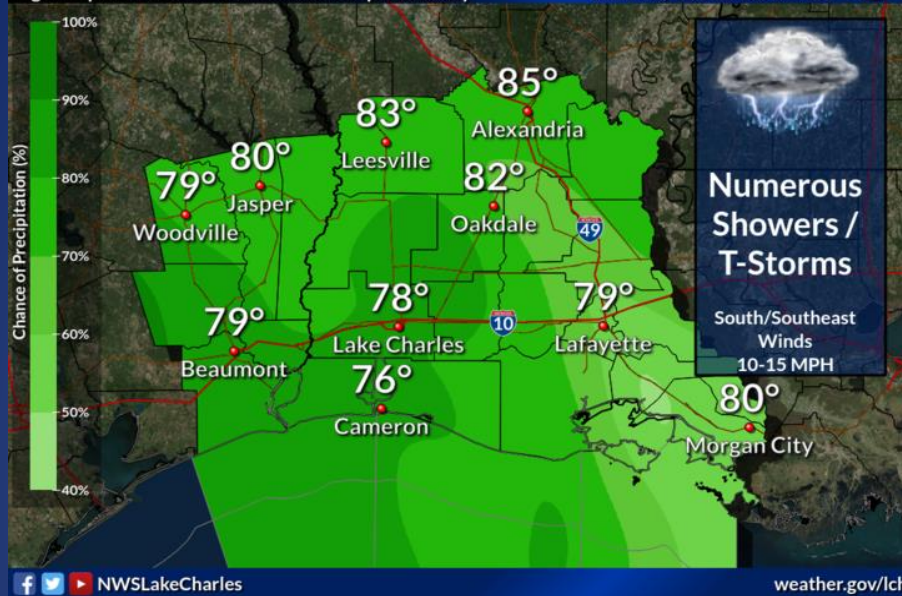 100%
90%
80%
70%
60%
50%
40%
Chance of Precipitation (%)
85°
Alexandria
83°
Leesville
80°
Jasper
79°
Woodville
82°
Oakdale
49
79°
Beaumont
78°
Lake Charles
10
79°
Lafayette
76°
Cameron
80°
Morgan City
Numerous
Showers /
T-Storms
South/Southeast
Winds
10-15 MPH
NWSLakeCharles
weather.gov/lch